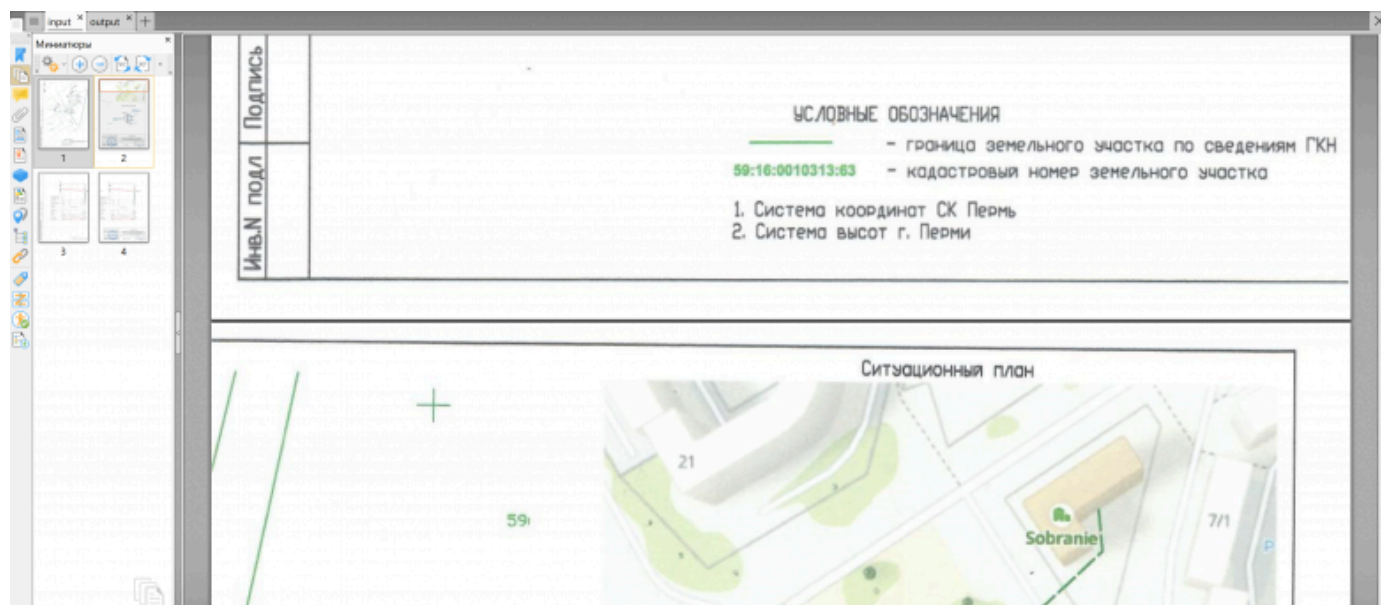 input × output × +
Миниатюры ×
1 2
3 4
Подпись
Инв.N подл
УСЛОВНЫЕ ОБОЗНАЧЕНИЯ
- граница земельного участка по сведениям ГКН
59:16:0010313:63 - кадастровый номер земельного участка
1. Система координат СК Пермь
2. Система высот г. Перми
Ситуационный план
21
59:
Sobranie
7/1
P